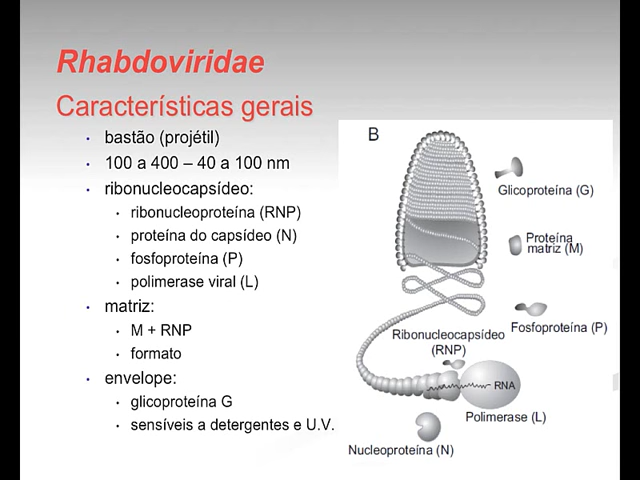 Rhabdoviridae
Características gerais
• bastão (projétil)
• 100 a 400 – 40 a 100 nm
• ribonucleocapsídeo:
• ribonucleoproteína (RNP)
• proteína do capsídeo (N)
• fosfoproteína (P)
• polimerase viral (L)
• matriz:
• M + RNP
• formato
• envelope:
• glicoproteína G
• sensíveis a detergentes e U.V.
B
Glicoproteína (G)
Proteína
matriz (M)
Fosfoproteína (P)
Ribonucleocapsídeo
(RNP)
RNA
Polimerase (L)
Nucleoproteína (N)